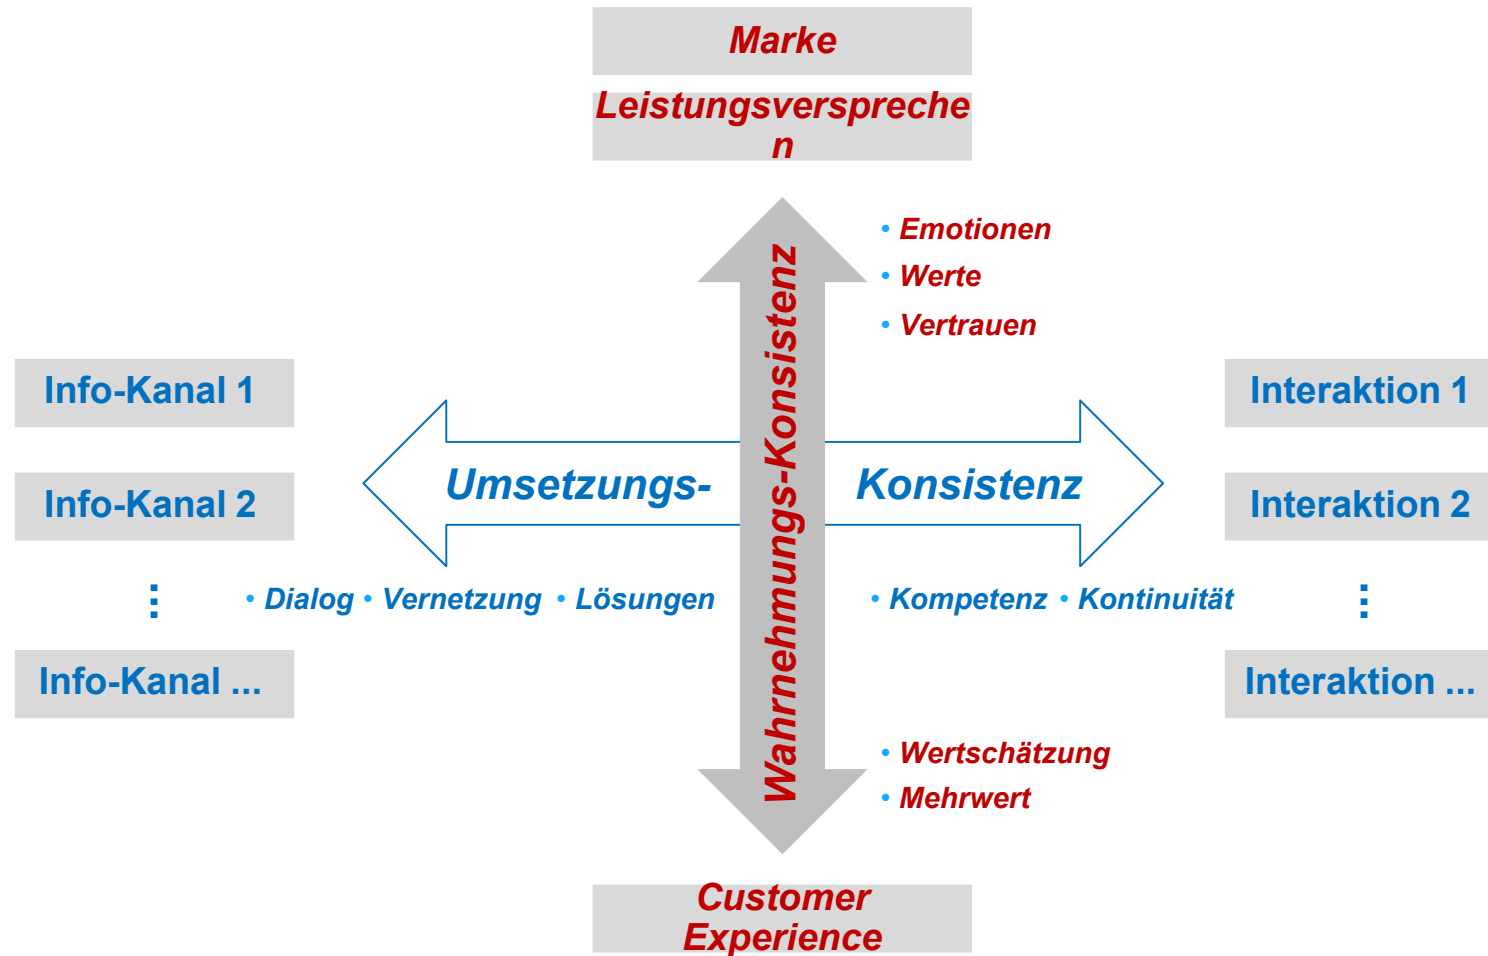 Marke
Leistungsverspreche
n
• Emotionen
• Werte
• Vertrauen
Wahrnehmungs-Konsistenz
Info-Kanal 1
Info-Kanal 2
⋮
Info-Kanal ...
Umsetzungs- Konsistenz
• Dialog • Vernetzung • Lösungen
• Kompetenz • Kontinuität
Interaktion 1
Interaktion 2
⋮
Interaktion ...
• Wertschätzung
• Mehrwert
Customer
Experience